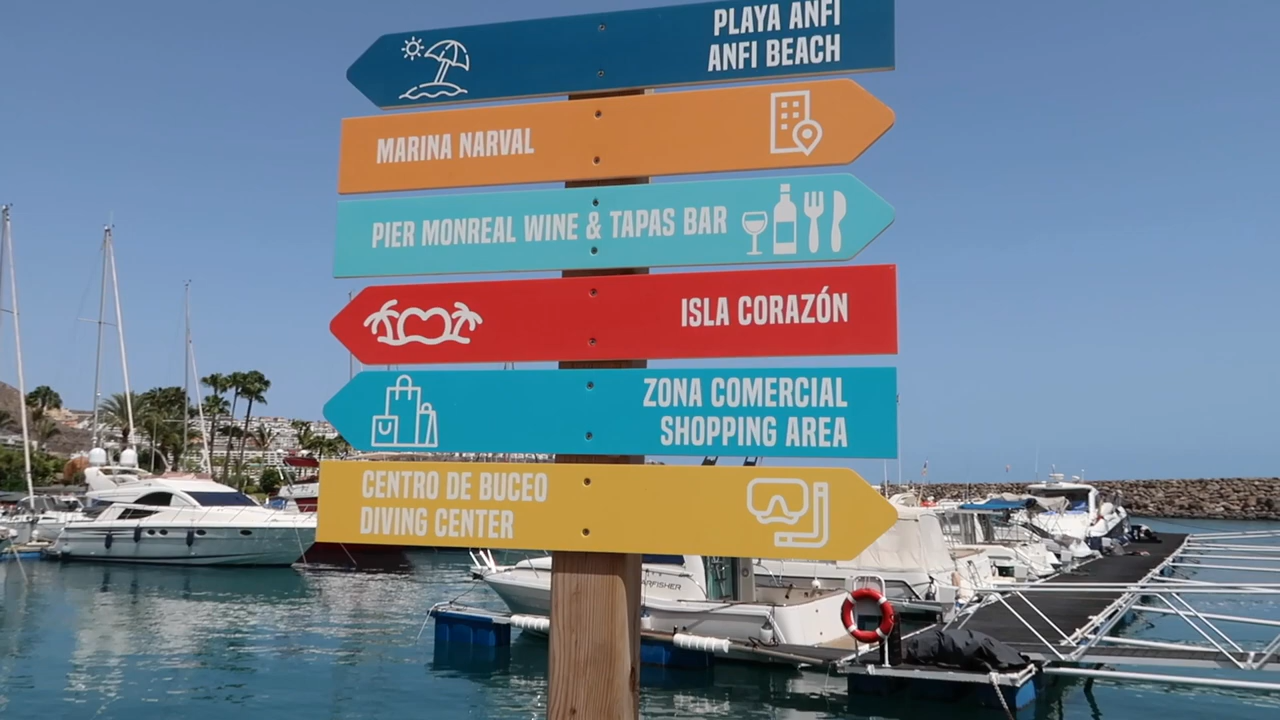 PLAYA ANFI
ANFI BEACH
MARINA NARVAL
PIER MONREAL WINE & TAPAS BAR
ISLA CORAZÓN
ZONA COMERCIAL
SHOPPING AREA
CENTRO DE BUCEO
DIVING CENTER